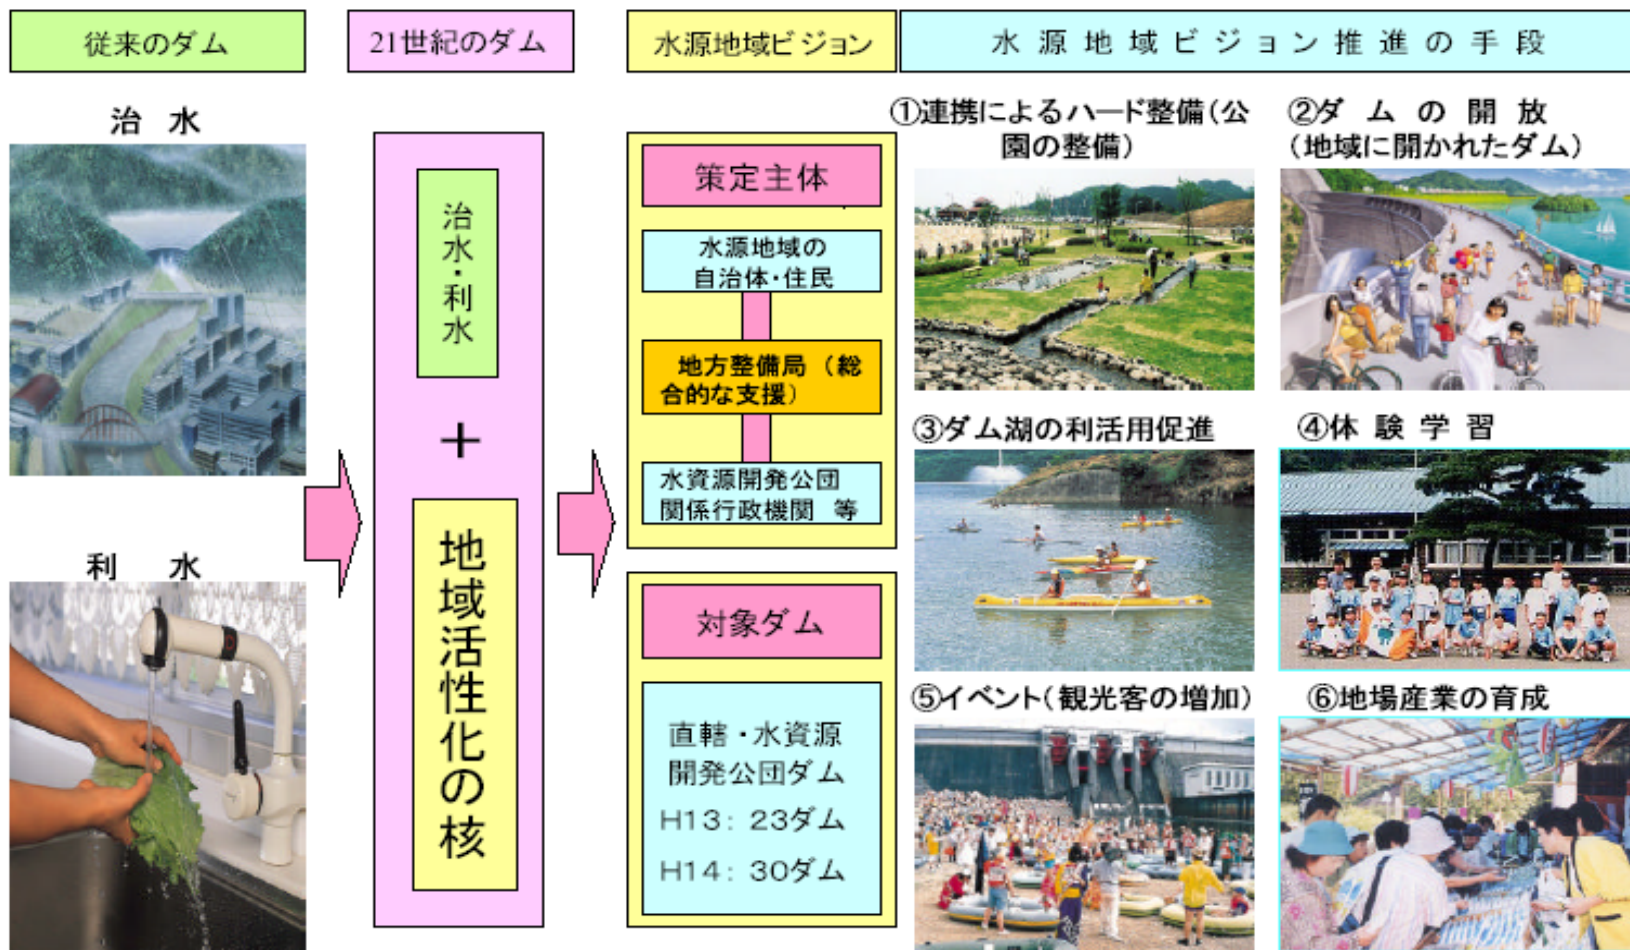 従来のダム
21世紀のダム
水源地域ビジョン
水源地域ビジョン推進の手段
治 水
利 水
治水・利水
＋
地域活性化の核
策定主体
水源地域の
自治体・住民
地方整備局（総
合的な支援）
水資源開発公団
関係行政機関 等
対象ダム
直轄・水資源
開発公団ダム
H13：23ダム
H14：30ダム
①連携によるハード整備（公
園の整備）
②ダムの開放
（地域に開かれたダム）
③ダム湖の利活用促進
④体験学習
⑤イベント（観光客の増加）
⑥地場産業の育成